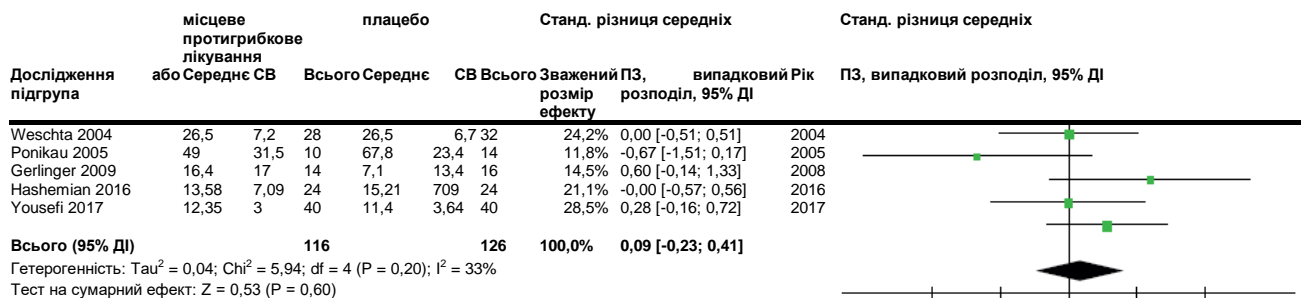 місцеве плацебо Станд. різниця середніх Станд. різниця середніх
протигрибкове
лікування
Дослідження або Середнє СВ Всього Середнє СВ Всього Зважений ПЗ, випадковий Рік ПЗ, випадковий розподіл, 95% ДІ
підгрупа розмір розподіл, 95% ДІ
ефекту
Weschta 2004 26,5 7,2 28 26,5 6,7 32 24,2% 0,00 [-0,51; 0,51] 2004
Ponikau 2005 49 31,5 10 67,8 23,4 14 11,8% -0,67 [-1,51; 0,17] 2005
Gerlinger 2009 16,4 17 14 7,1 13,4 16 14,5% 0,60 [-0,14; 1,33] 2008
Hashemian 2016 13,58 7,09 24 15,21 709 24 21,1% -0,00 [-0,57; 0,56] 2016
Yousefi 2017 12,35 3 40 11,4 3,64 40 28,5% 0,28 [-0,16; 0,72] 2017
Всього (95% ДІ) 116 126 100,0% 0,09 [-0,23; 0,41]
Гетерогенність: Tau² = 0,04; Chi² = 5,94; df = 4 (P = 0,20); I² = 33%
Тест на сумарний ефект: Z = 0,53 (P = 0,60)